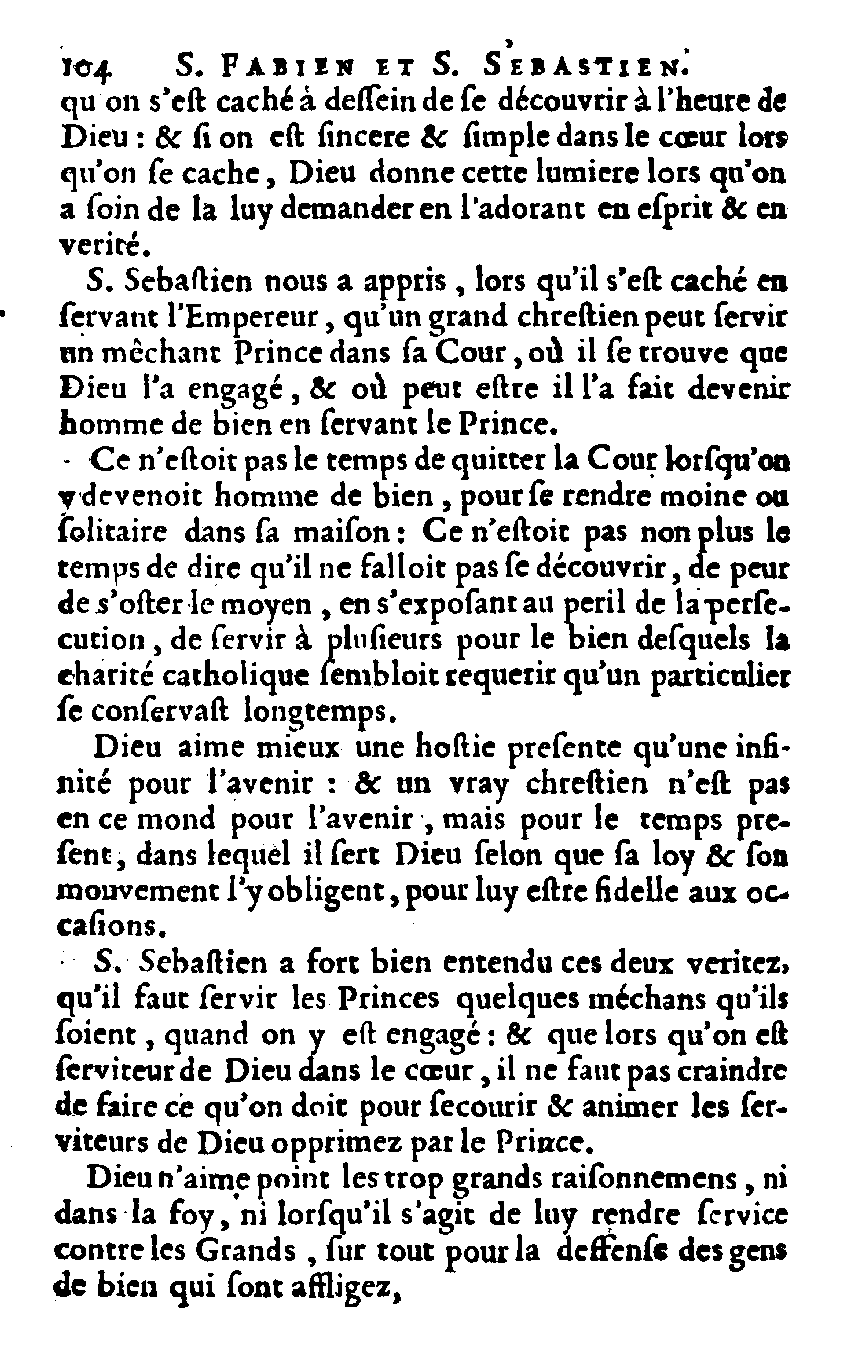 104 S. FABIEN ET S. SÉBASTIEN.
qu'on s'eſt caché à deſſein de ſe découvrir à l'heure de
Dieu : & ſi on eſt ſincere & ſimple dans le cœur lors
qu'on ſe cache, Dieu donne cette lumiere lors qu'on
a ſoin de la luy demander en l'adorant en eſprit & en
verité.
S. Sebaſtien nous a appris, lors qu'il s'eſt caché en
ſervant l'Empereur, qu'un grand chreſtien peut ſervir
un mêchant Prince dans ſa Cour, où il ſe trouve que
Dieu l'a engagé, & où peut eſtre il l'a fait devenir
homme de bien en ſervant le Prince.
Ce n'eſtoit pas le temps de quitter la Cour lorſqu'on
y devenoit homme de bien, pour ſe rendre moine ou
ſolitaire dans ſa maiſon : Ce n'eſtoit pas non plus le
temps de dire qu'il ne falloit pas ſe découvrir, de peur
de s'oſter le moyen, en s'expoſant au peril de la perſe-
cution, de ſervir à pluſieurs pour le bien deſquels la
charité catholique ſembloit requerir qu'un particulier
ſe conſervaſt longtemps.
Dieu aime mieux une hoſtie preſente qu'une infi-
nité pour l'avenir : & un vray chreſtien n'eſt pas
en ce mond pour l'avenir, mais pour le temps pre-
ſent, dans lequel il ſert Dieu ſelon que ſa loy & ſon
mouvement l'y obligent, pour luy eſtre fidelle aux oc-
caſions.
S. Sebaſtien a fort bien entendu ces deux veritez,
qu'il faut ſervir les Princes quelques méchans qu'ils
ſoient, quand on y eſt engagé : & que lors qu'on eſt
ſerviteur de Dieu dans le cœur, il ne faut pas craindre
de faire ce qu'on doit pour ſecourir & animer les ſer-
viteurs de Dieu opprimez par le Prince.
Dieu n'aime point les trop grands raiſonnemens, ni
dans la foy, ni lorſqu'il s'agit de luy rendre ſervice
contre les Grands, ſur tout pour la deffenſe des gens
de bien qui ſont affligez,